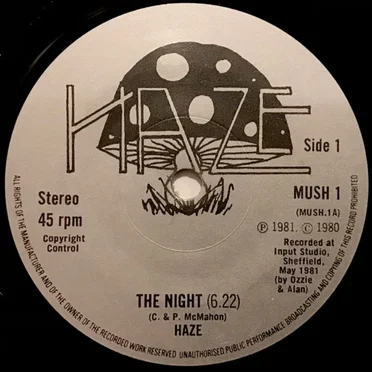 HAZE
Side 1
Stereo
45 rpm
Copyright
Control
MUSH 1
(MUSH.1A)
Ⓟ 1981. © 1980
Recorded at
Input Studio,
Sheffield,
May 1981
(by Ozzie
& Alan)
THE NIGHT (6.22)
(C. & P. McMahon)
HAZE
ALL RIGHTS OF THE MANUFACTURER AND OF THE OWNER OF THE RECORDED WORK RESERVED UNAUTHORISED PUBLIC PERFORMANCE BROADCASTING AND COPYING OF THIS RECORD PROHIBITED